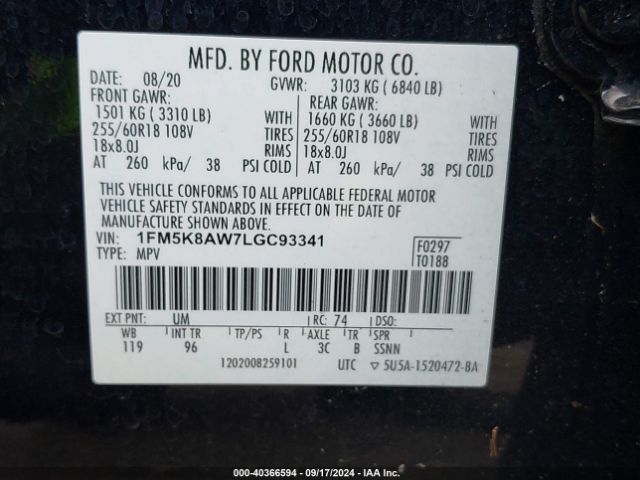 MFD. BY FORD MOTOR CO.
DATE: 08/20 GVWR: 3103 KG ( 6840 LB)
FRONT GAWR: REAR GAWR:
1501 KG ( 3310 LB) WITH 1660 KG ( 3660 LB) WITH
255/60R18 108V TIRES 255/60R18 108V TIRES
18x8.0J RIMS 18x8.0J RIMS
AT 260 kPa/ 38 PSI COLD AT 260 kPa/ 38 PSI COLD
THIS VEHICLE CONFORMS TO ALL APPLICABLE FEDERAL MOTOR
VEHICLE SAFETY STANDARDS IN EFFECT ON THE DATE OF
MANUFACTURE SHOWN ABOVE.
VIN: 1FM5K8AW7LGC93341 F0297
TYPE: MPV T0188
EXT PNT: UM RC: 74 DSO:
WB INT TR TP/PS R AXLE TR SPR
119 96 L 3C B SSNN
1202008259101 UTC ▽ 5U5A-1520472-BA
000-40366594 - 09/17/2024 - IAA Inc.